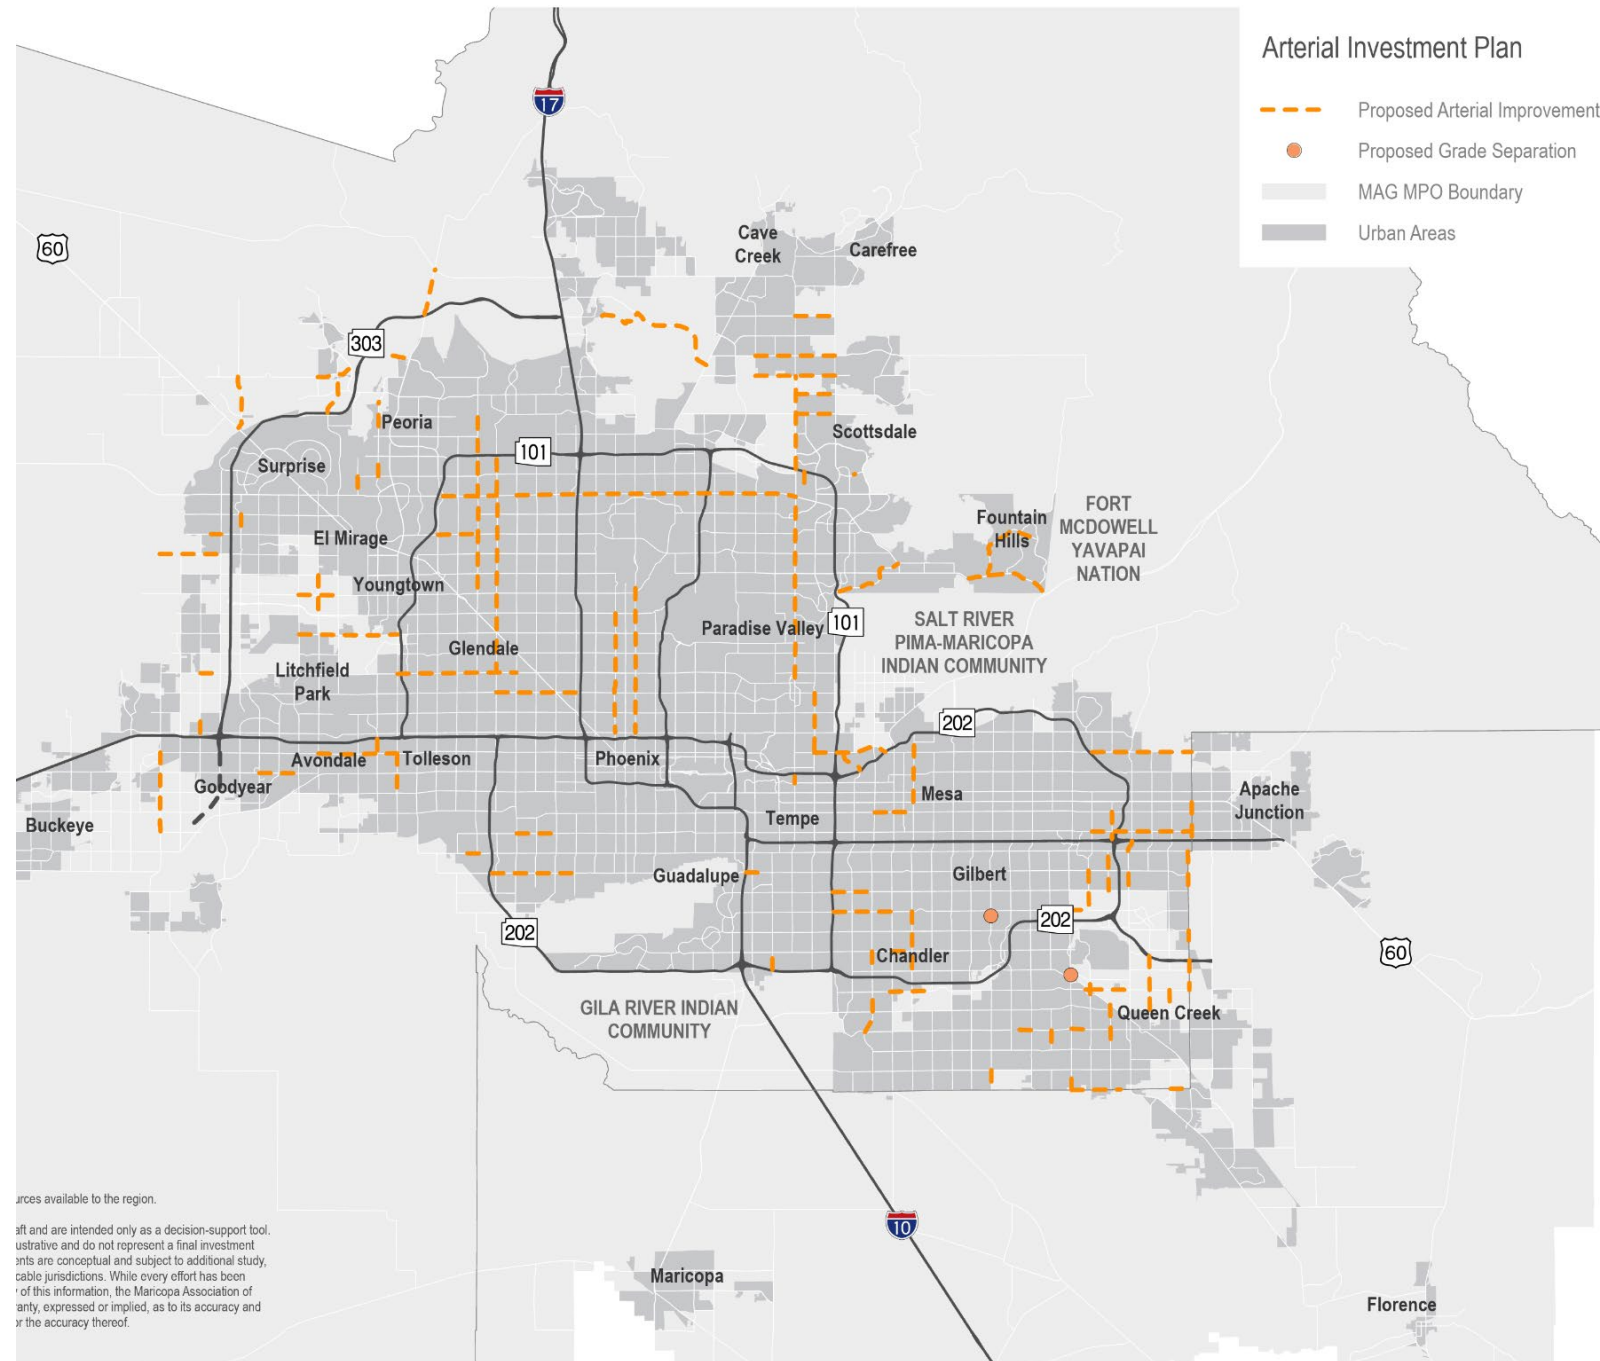 Arterial Investment Plan
Proposed Arterial Improvement
Proposed Grade Separation
MAG MPO Boundary
Urban Areas
17
60
Cave
Creek
Carefree
303
Peoria
101
Scottsdale
Surprise
El Mirage
Youngtown
Fountain
Hills
FORT
MCDOWELL
YAVAPAI
NATION
Glendale
Paradise Valley
101
SALT RIVER
PIMA-MARICOPA
INDIAN COMMUNITY
Litchfield
Park
202
Avondale
Tolleson
Phoenix
Goodyear
Mesa
Apache
Junction
Buckeye
Tempe
Guadalupe
Gilbert
202
202
Chandler
60
GILA RIVER INDIAN
COMMUNITY
Queen Creek
10
Maricopa
Florence
urces available to the region.
aft and are intended only as a decision-support tool.
ustrative and do not represent a final investment
ents are conceptual and subject to additional study,
cable jurisdictions. While every effort has been
of this information, the Maricopa Association of
ranty, expressed or implied, as to its accuracy and
or the accuracy thereof.